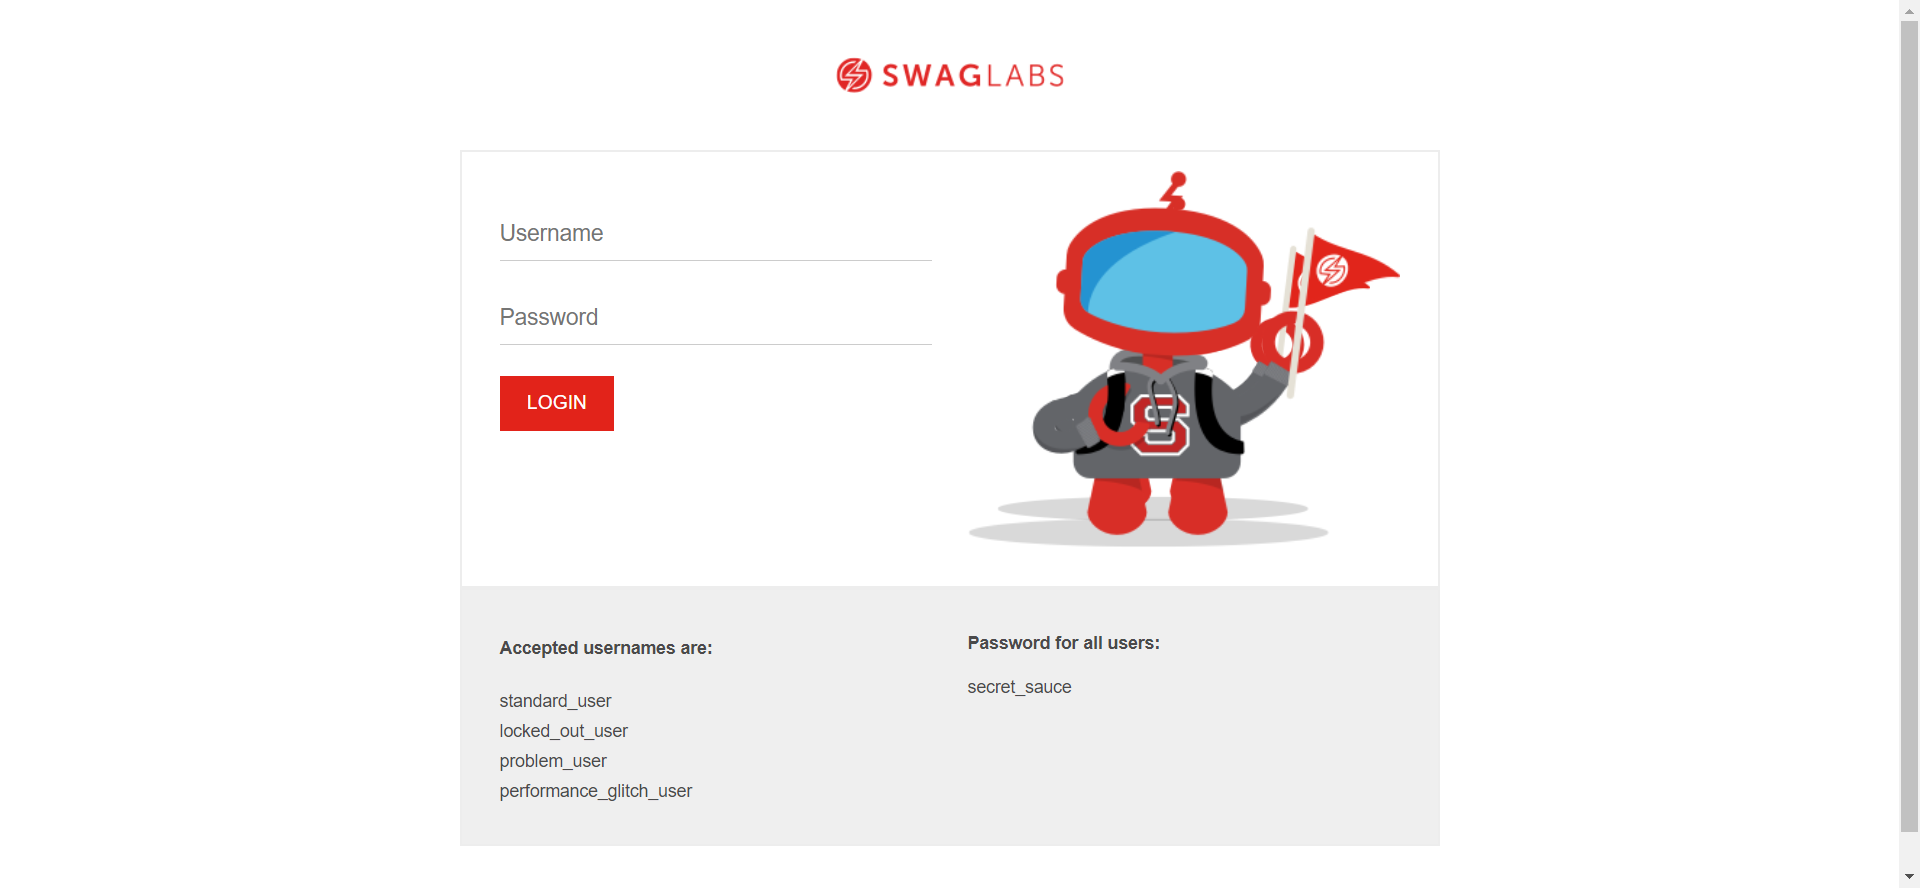 SWAGLABS
Username
Password
LOGIN
S
Accepted usernames are:
standard_user
locked_out_user
problem_user
performance_glitch_user
Password for all users:
secret_sauce